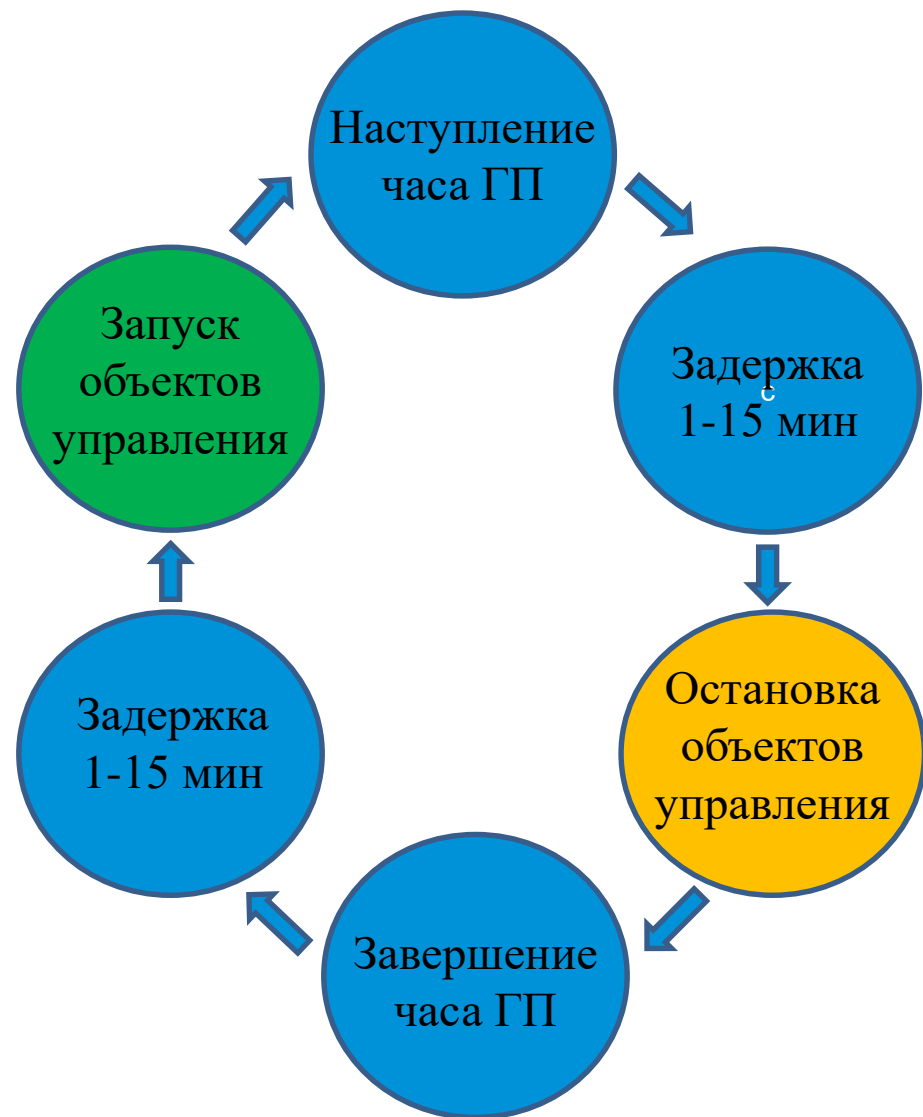 Наступление
часа ГП
Задержка
с
1-15 мин
Остановка
объектов
управления
Завершение
часа ГП
Задержка
1-15 мин
Запуск
объектов
управления